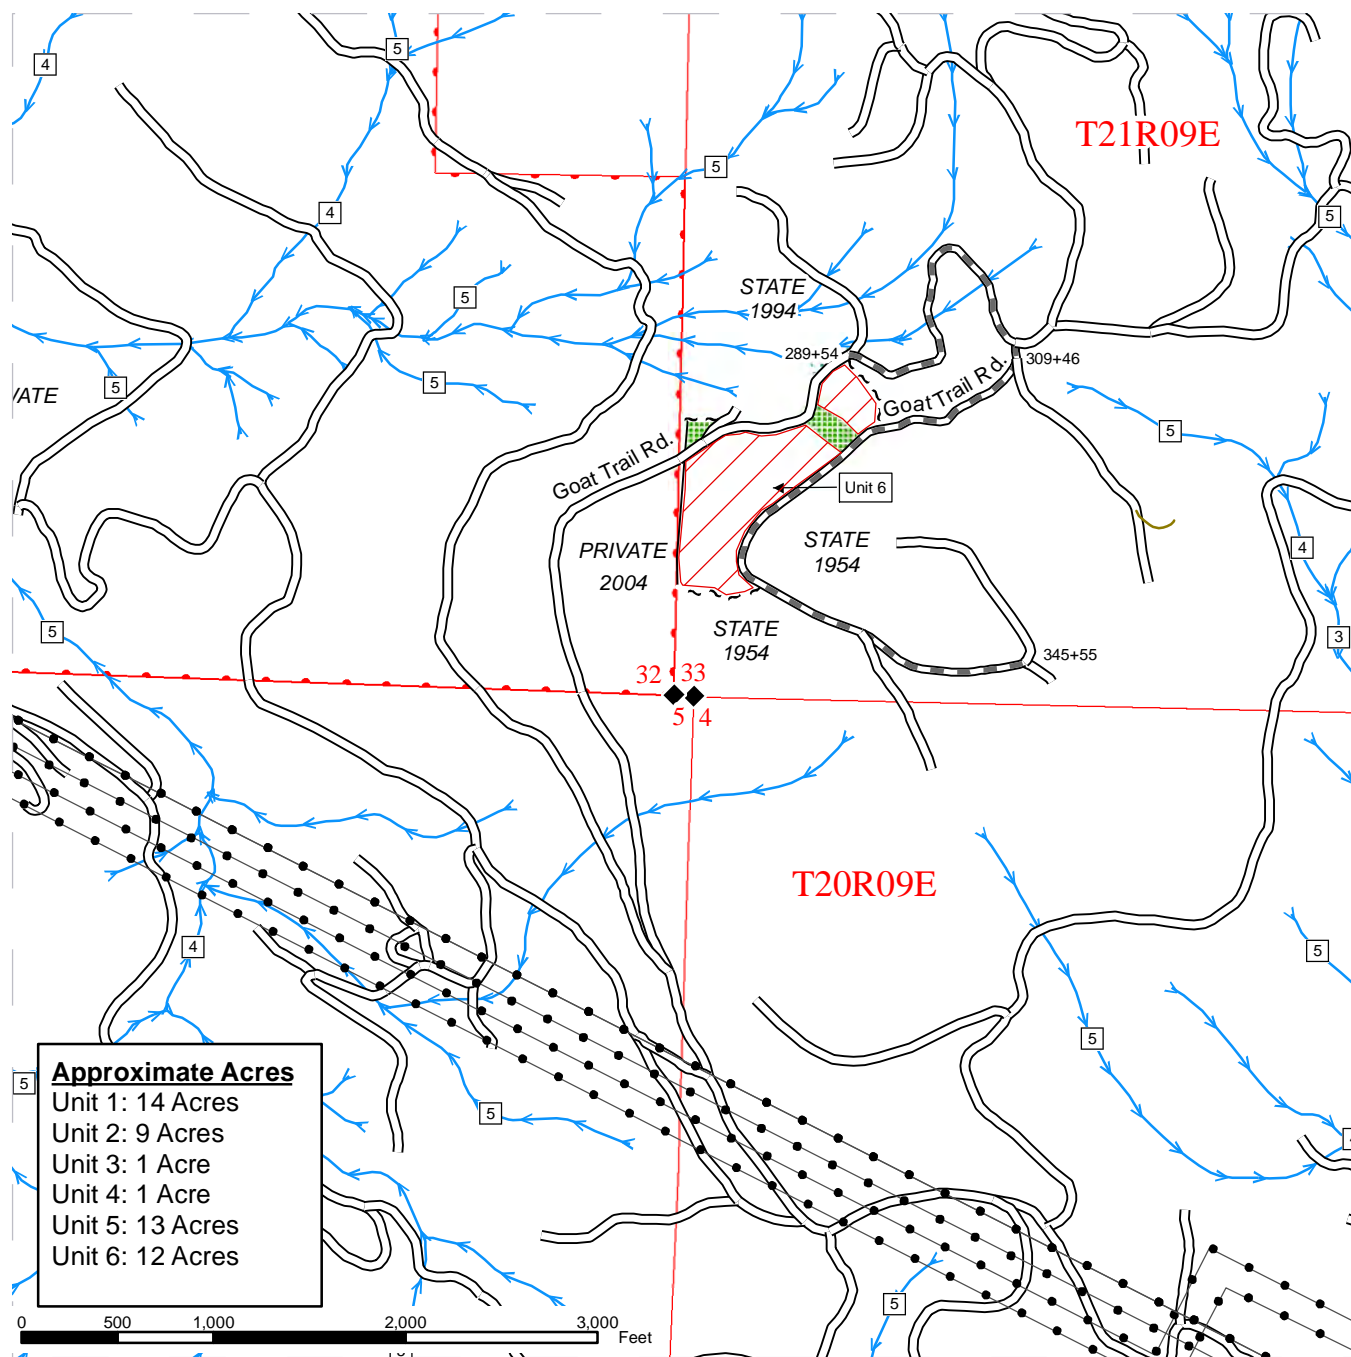 5
4
5
T21R09E
5
4
5
STATE
1994
5
289+54
309+46
Goat Trail Rd.
5
5
Goat Trail Rd.
5
Unit 6
STATE
1954
PRIVATE
2004
4
5
STATE
1954
3
345+55
32 33
5 4
T20R09E
4
5
5
5
5
Approximate Acres
Unit 1: 14 Acres
Unit 2: 9 Acres
Unit 3: 1 Acre
Unit 4: 1 Acre
Unit 5: 13 Acres
Unit 6: 12 Acres
5
0 500 1,000 2,000 3,000
Feet